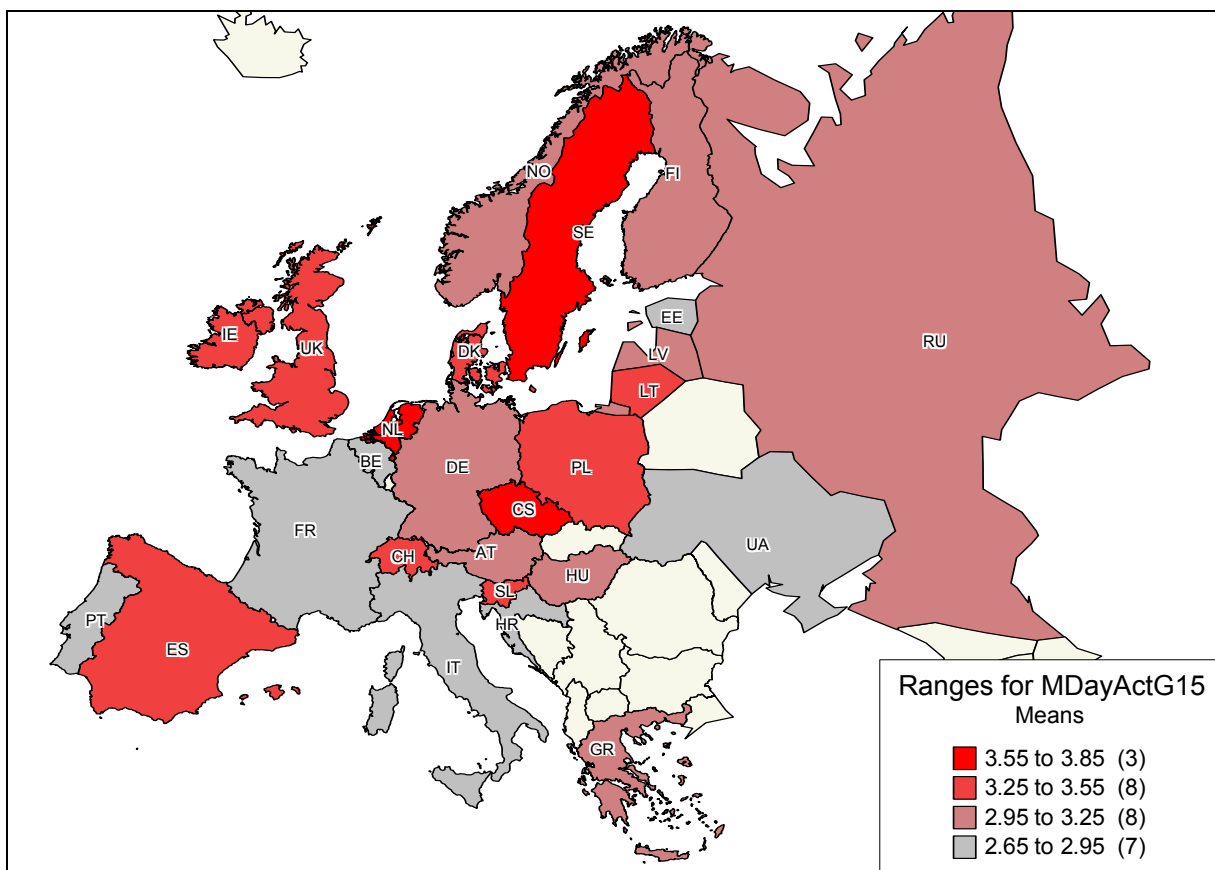 NO
FI
SE
IE
UK
DK
EE
LV
LT
RU
NL
BE
DE
PL
CS
FR
CH
AT
HU
UA
SL
HR
PT
ES
IT
GR
Ranges for MDayActG15
Means
3.55 to 3.85 (3)
3.25 to 3.55 (8)
2.95 to 3.25 (8)
2.65 to 2.95 (7)